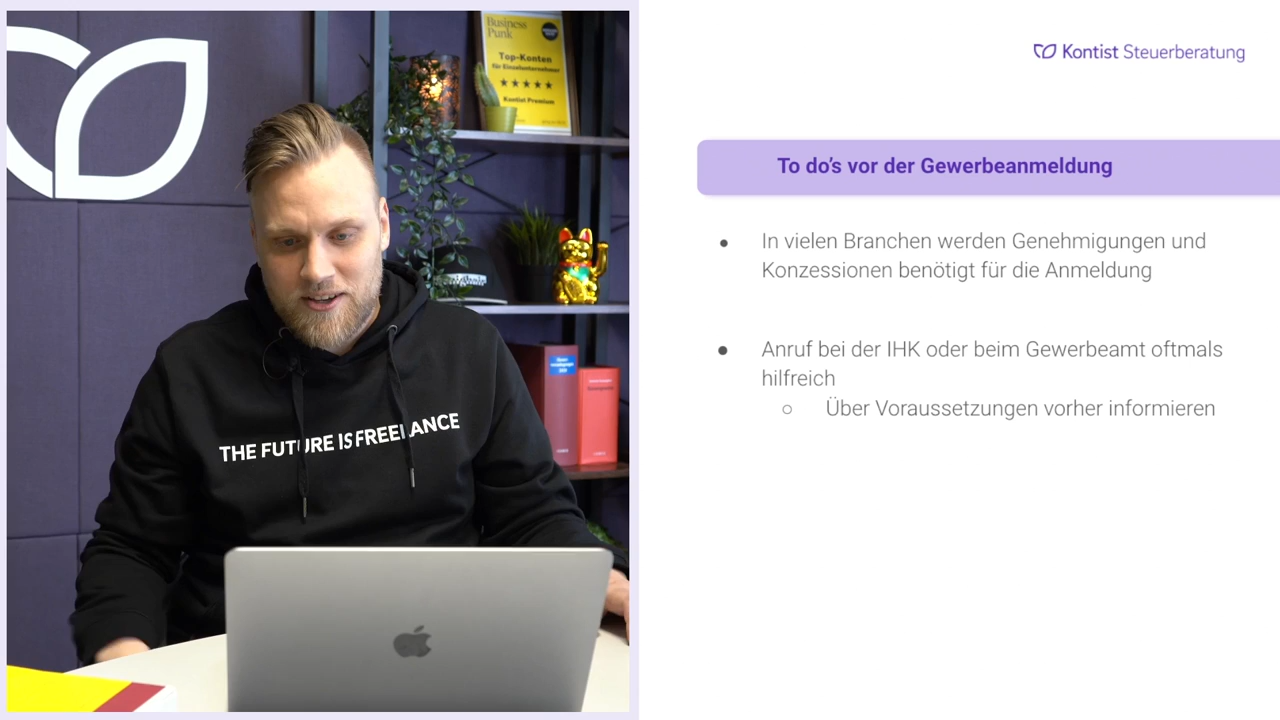 Business
Punk
Top-Konten
für Einzelunternehmer
Kontist Premium
THE FUTURE IS FREELANCE
Kontist Steuerberatung
To do's vor der Gewerbeanmeldung
● In vielen Branchen werden Genehmigungen und
Konzessionen benötigt für die Anmeldung
● Anruf bei der IHK oder beim Gewerbeamt oftmals
hilfreich
○ Über Voraussetzungen vorher informieren